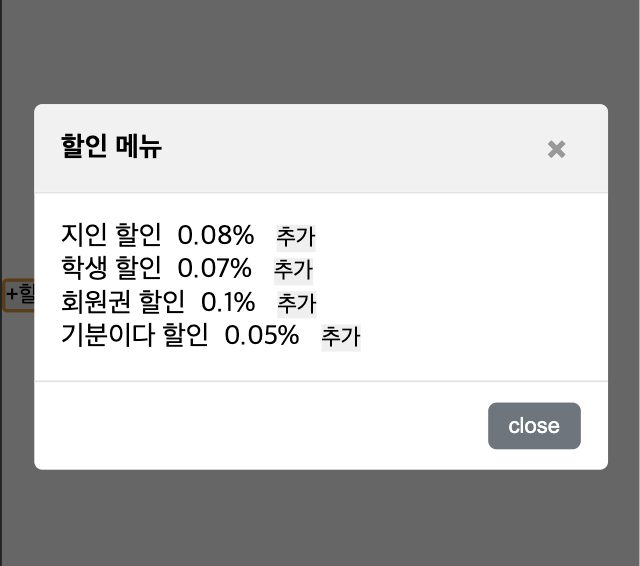 할인 메뉴 ✖
지인 할인 0.08% 추가
학생 할인 0.07% 추가
회원권 할인 0.1% 추가
+할
기분이다 할인 0.05% 추가
close